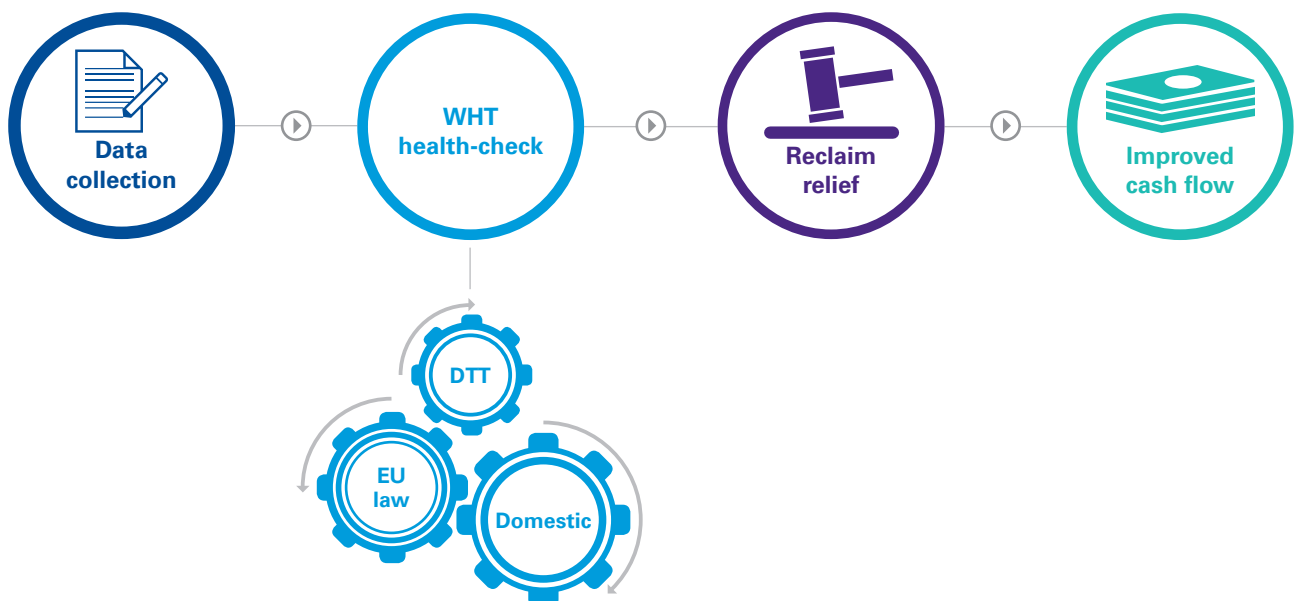 Data
collection
WHT
health-check
Reclaim
relief
Improved
cash flow
DTT
EU
law
Domestic